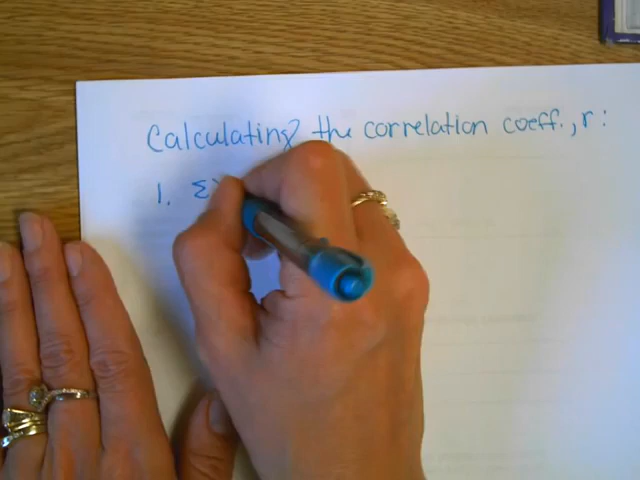 Calculating the correlation coeff., r:
1. Σ